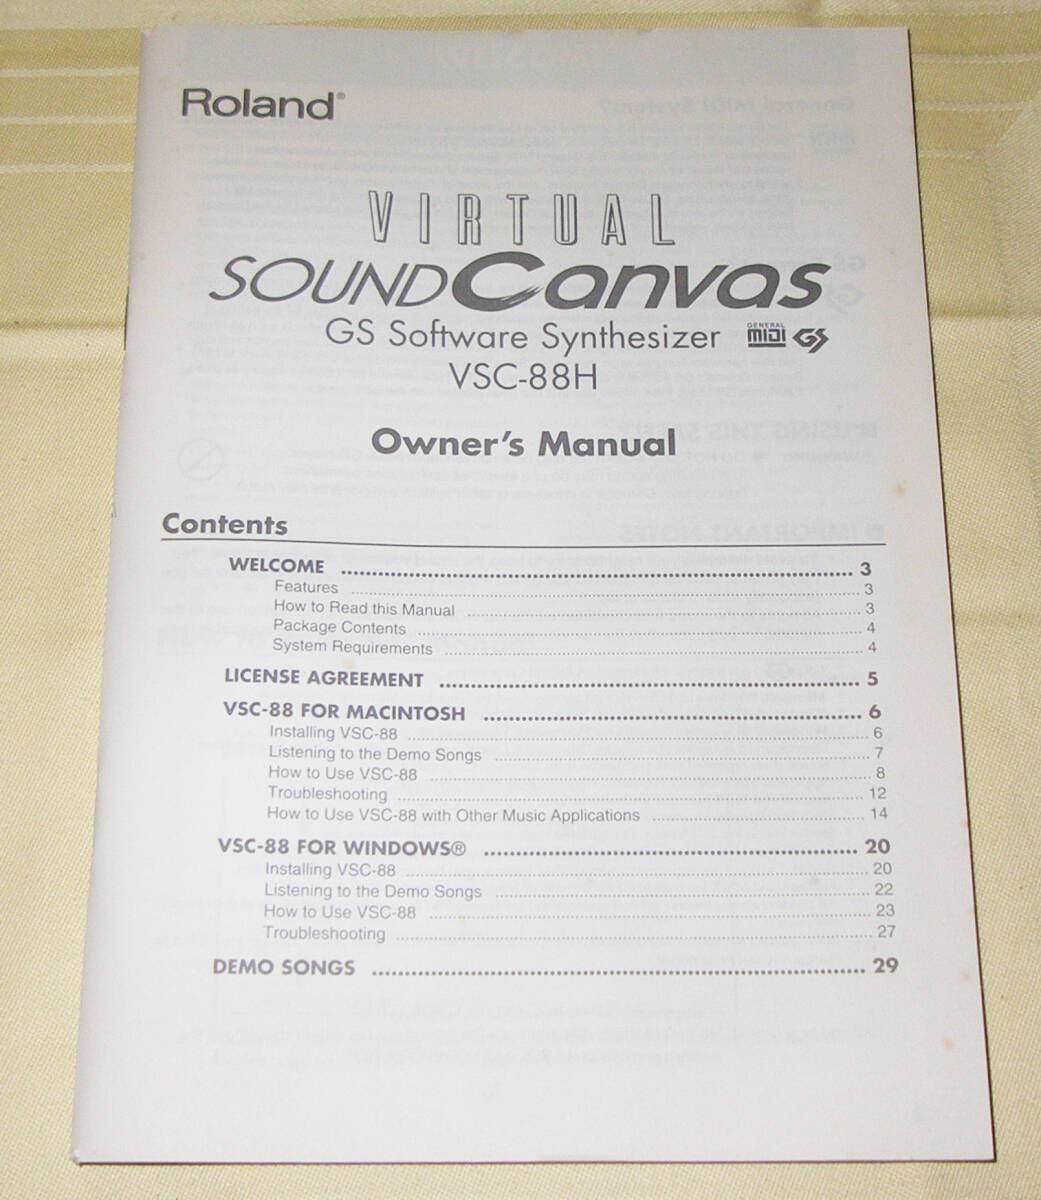 Roland®
VIRTUAL
SOUND Canvas
GS Software Synthesizer GENERAL MIDI GS
VSC-88H
Owner's Manual
Contents
WELCOME ........................................ 3
Features ........................................ 3
How to Read this Manual ........................................ 3
Package Contents ........................................ 4
System Requirements ........................................ 4
LICENSE AGREEMENT ........................................ 5
VSC-88 FOR MACINTOSH ........................................ 6
Installing VSC-88 ........................................ 6
Listening to the Demo Songs ........................................ 7
How to Use VSC-88 ........................................ 8
Troubleshooting ........................................ 12
How to Use VSC-88 with Other Music Applications ........................................ 14
VSC-88 FOR WINDOWS® ........................................ 20
Installing VSC-88 ........................................ 20
Listening to the Demo Songs ........................................ 22
How to Use VSC-88 ........................................ 23
Troubleshooting ........................................ 27
DEMO SONGS ........................................ 29